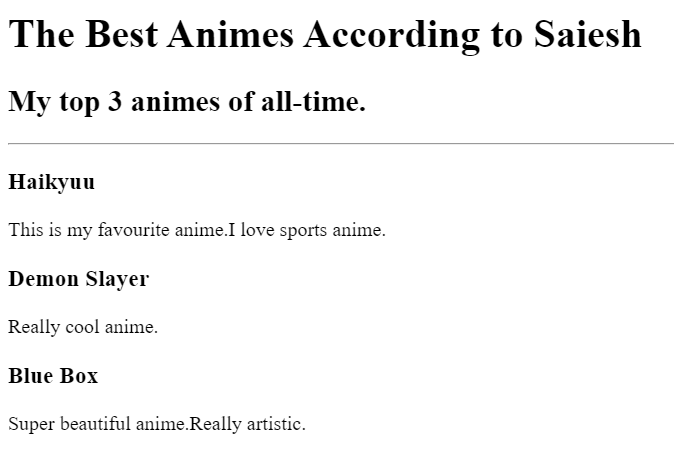 The Best Animes According to Saiesh
My top 3 animes of all-time.
Haikyuu
This is my favourite anime.I love sports anime.
Demon Slayer
Really cool anime.
Blue Box
Super beautiful anime.Really artistic.